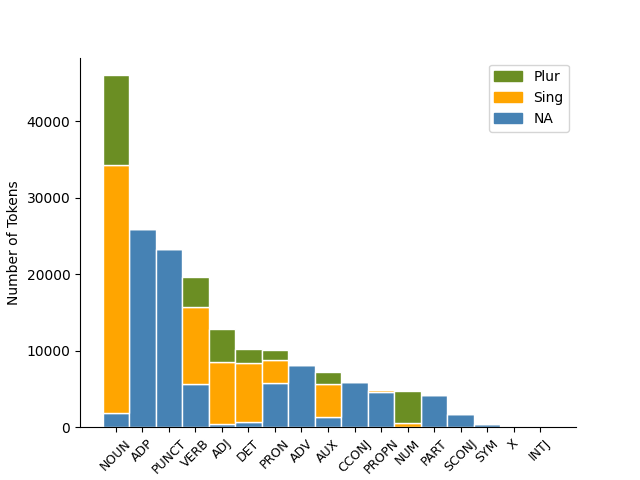 Number of Tokens
40000
30000
20000
10000
0
Plur
Sing
NA
NOUN
ADP
PUNCT
VERB
ADJ
DET
PRON
ADV
AUX
CCONJ
PROPN
NUM
PART
SCONJ
SYM
X
INTJ